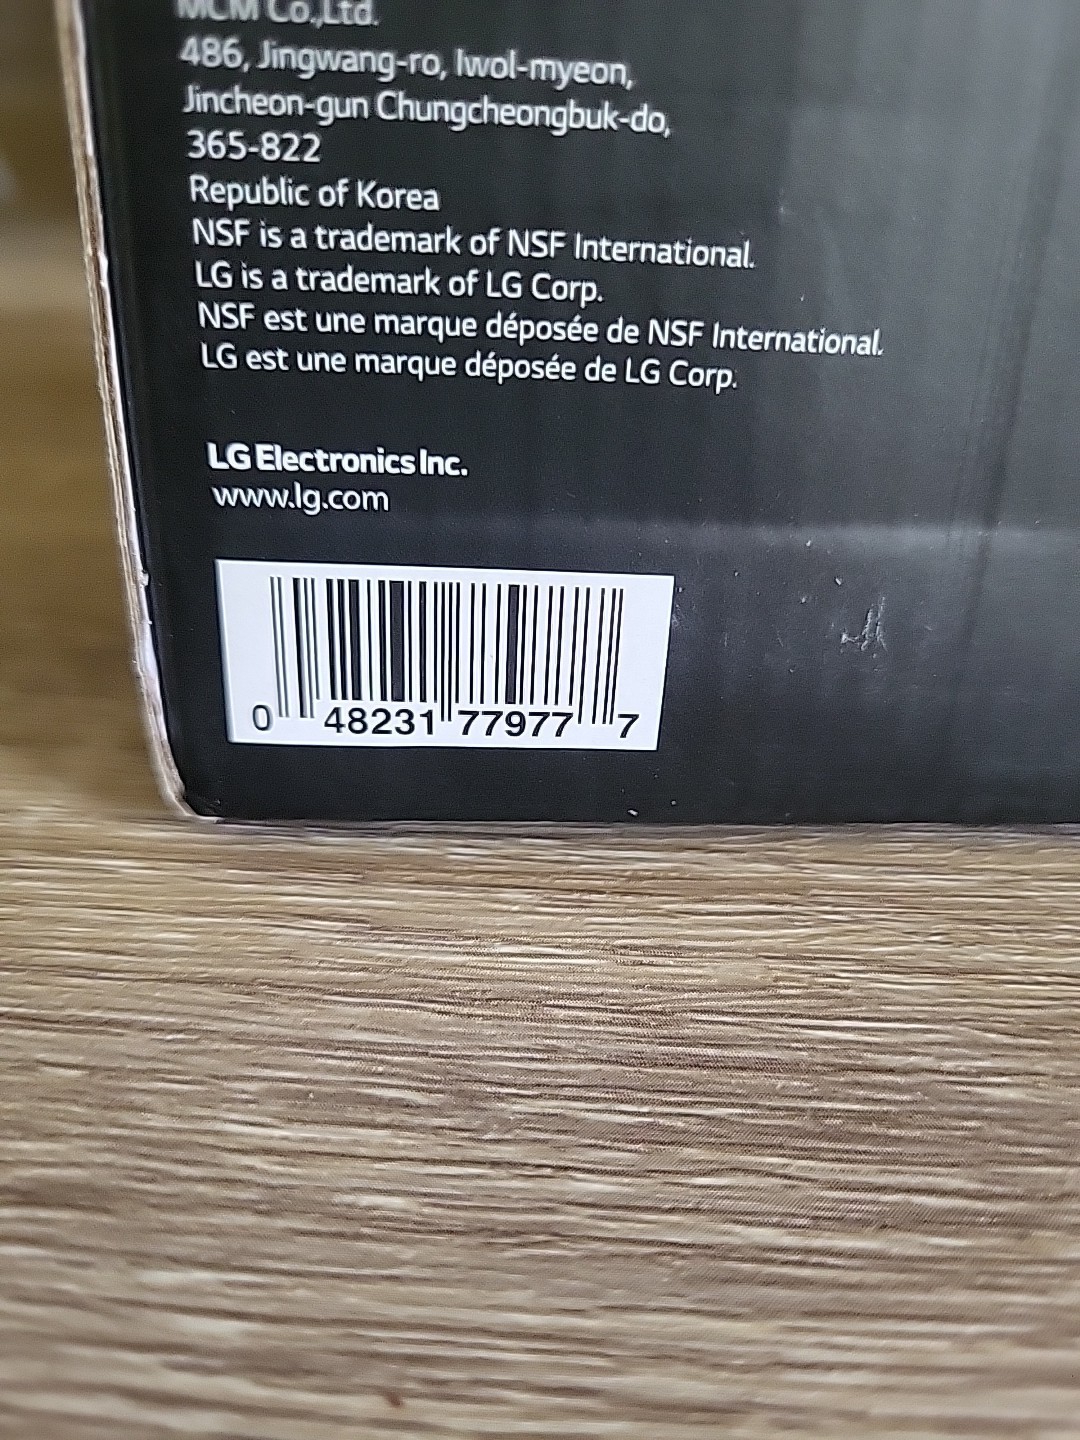 MCM Co.,Ltd.
486, Jingwang-ro, Iwol-myeon,
Jincheon-gun Chungcheongbuk-do,
365-822
Republic of Korea
NSF is a trademark of NSF International.
LG is a trademark of LG Corp.
NSF est une marque déposée de NSF International.
LG est une marque déposée de LG Corp.
LG Electronics Inc.
www.lg.com
0 48231 77977 7